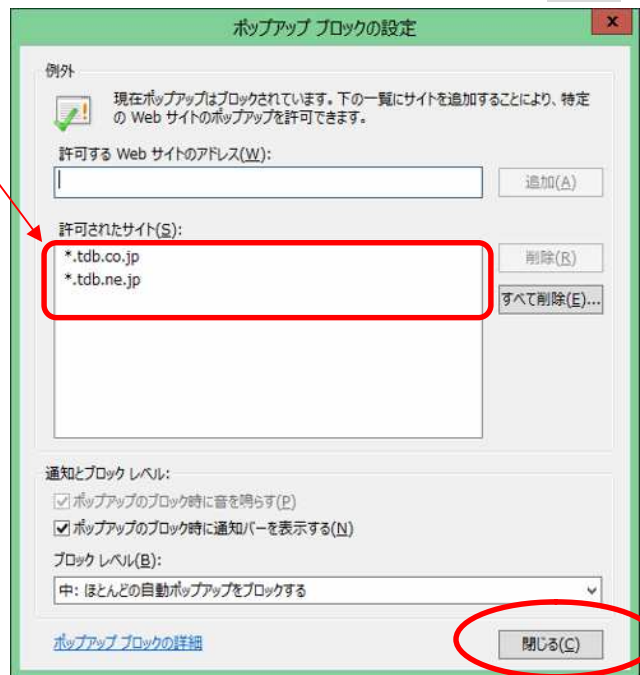 ポップアップ ブロックの設定
x
例外
現在ポップアップはブロックされています。下の一覧にサイトを追加することにより、特定
の Web サイトのポップアップを許可できます。
許可する Web サイトのアドレス(W):
追加(A)
許可されたサイト(S):
*.tdb.co.jp
*.tdb.ne.jp
削除(R)
すべて削除(E)...
通知とブロック レベル:
ポップアップのブロック時に音を鳴らす(P)
ポップアップのブロック時に通知バーを表示する(N)
ブロック レベル(B):
中: ほとんどの自動ポップアップをブロックする
ポップアップ ブロックの詳細
閉じる(C)